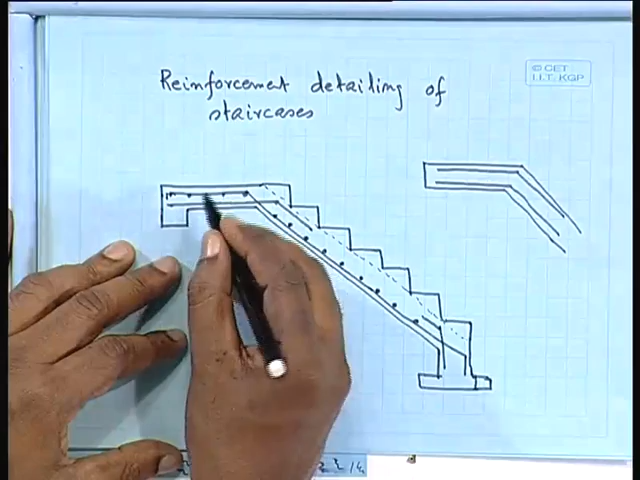 Reinforcement detailing of
staircases
© CET
I.I.T. KGP